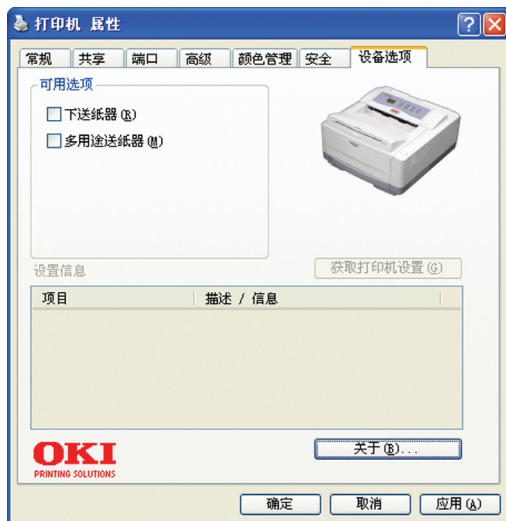 打印机 属性
常规 共享 端口 高级 颜色管理 安全 设备选项
可用选项
下送纸器(R)
多用途送纸器(M)
设置信息
获取打印机设置(G)
项目 描述 / 信息
OKI
PRINTING SOLUTIONS
关于(B)...
确定 取消 应用(A)